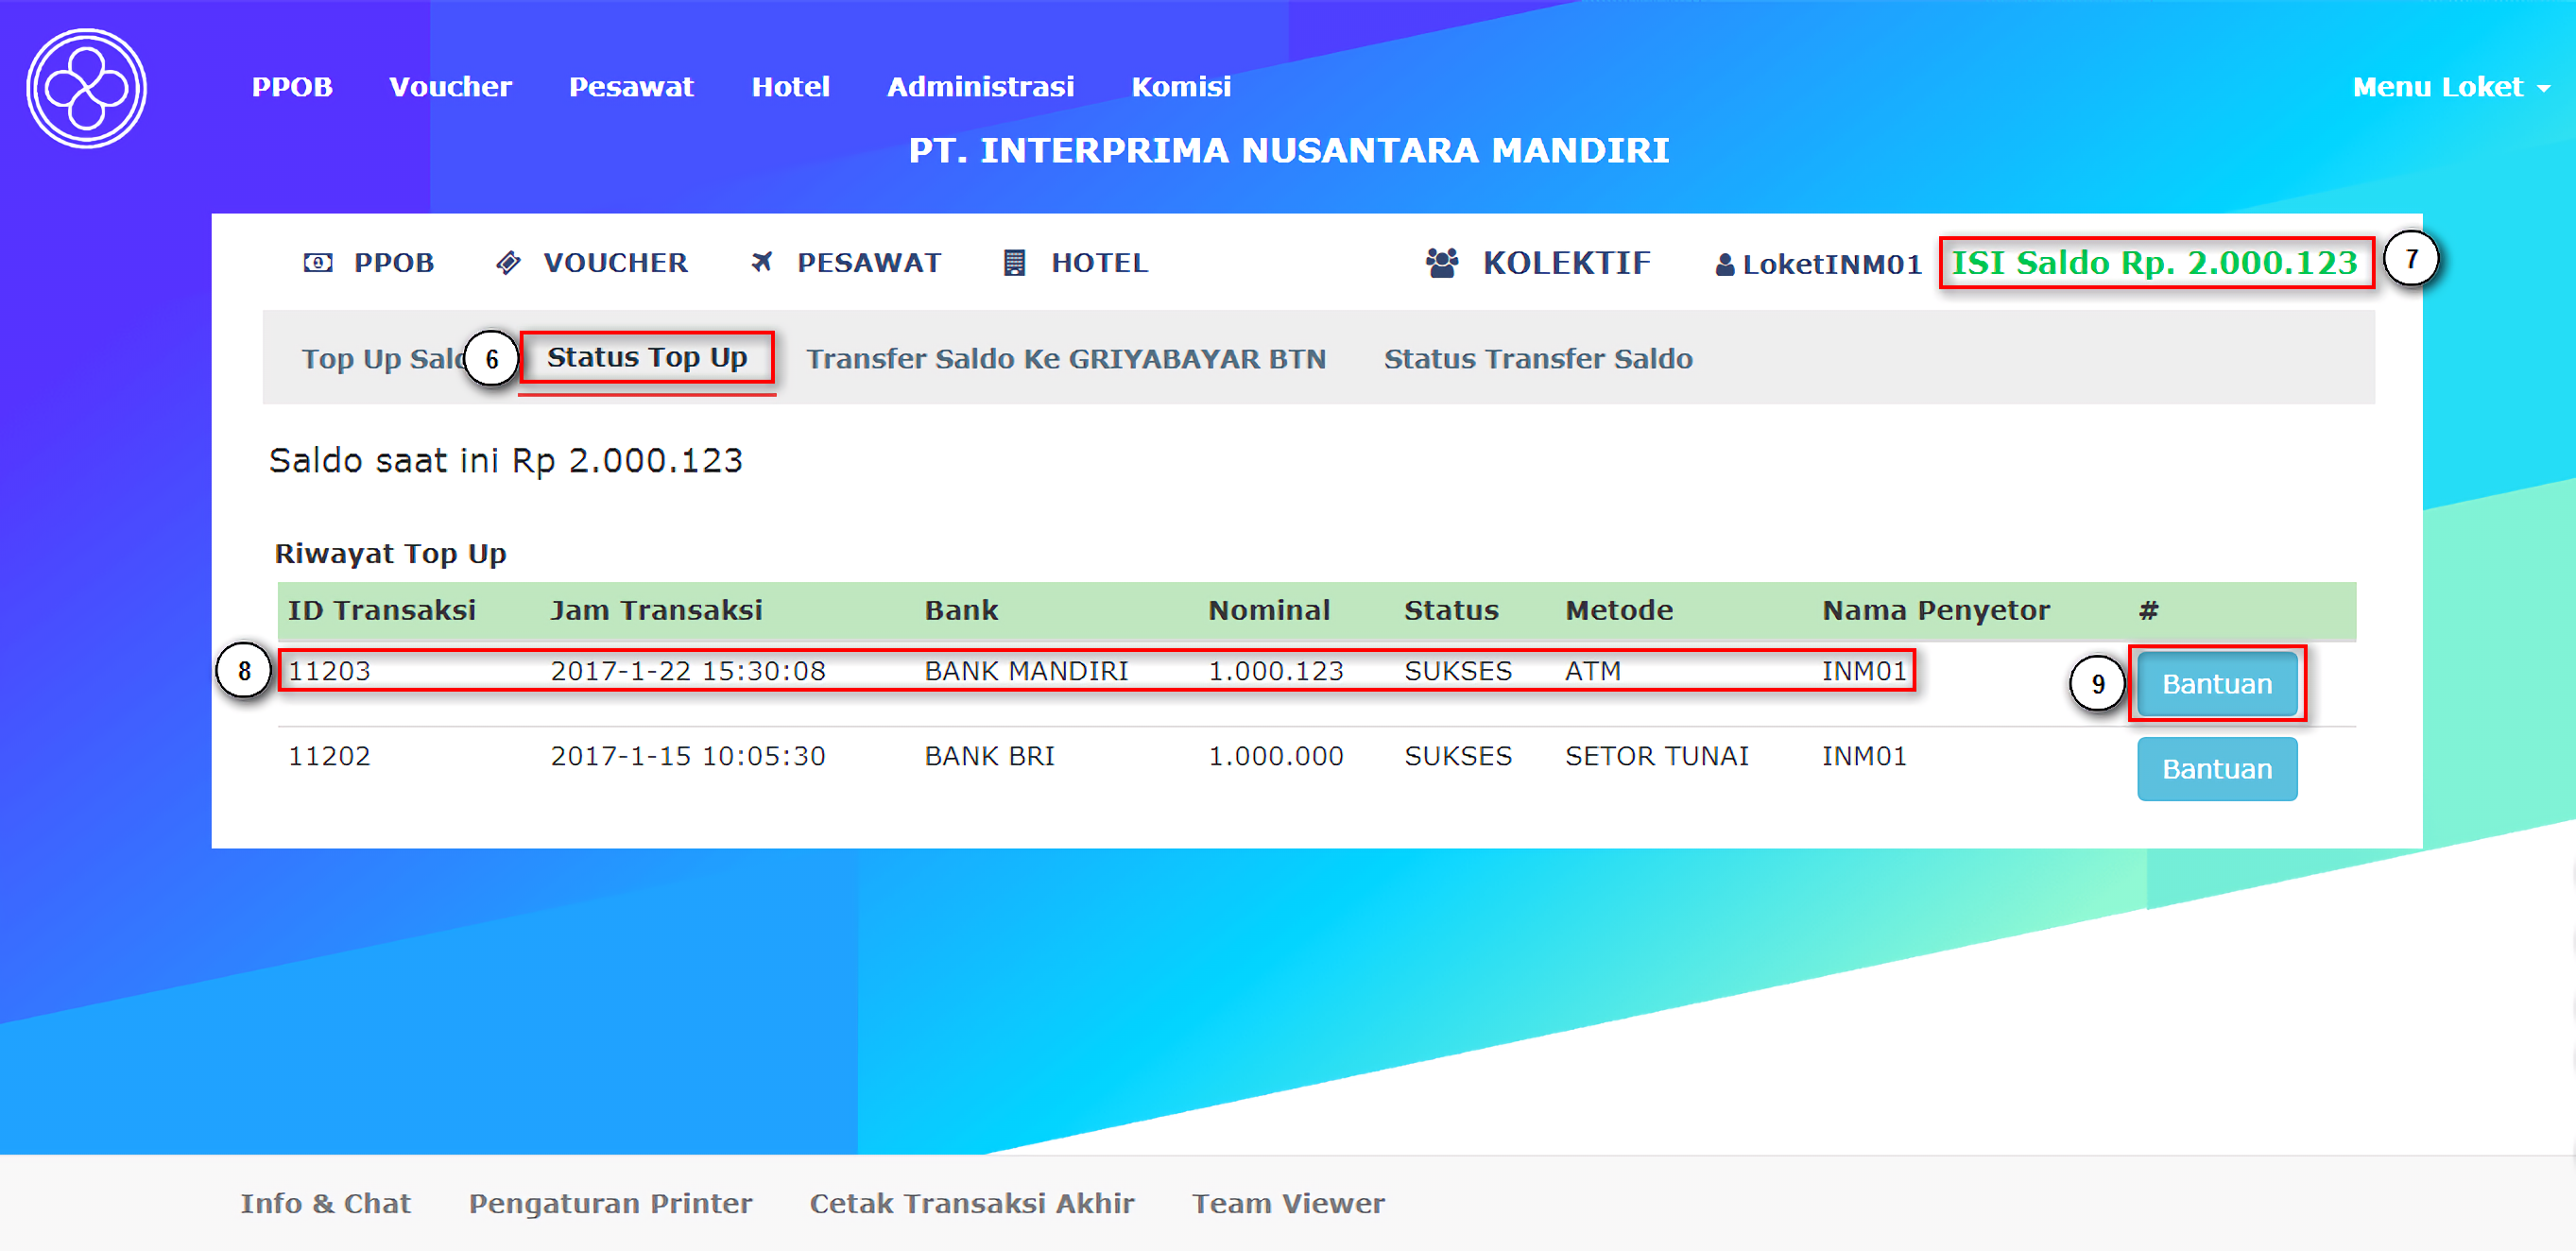 PPOB Voucher Pesawat Hotel Administrasi Komisi Menu Loket
PT. INTERPRIMA NUSANTARA MANDIRI
PPOB VOUCHER PESAWAT HOTEL KOLEKTIF LoketINM01 ISI Saldo Rp. 2.000.123 7
Top Up Sald 6 Status Top Up Transfer Saldo Ke GRIYABAYAR BTN Status Transfer Saldo
Saldo saat ini Rp 2.000.123
Riwayat Top Up
ID Transaksi Jam Transaksi Bank Nominal Status Metode Nama Penyetor #
8 11203 2017-1-22 15:30:08 BANK MANDIRI 1.000.123 SUKSES ATM INM01 9 Bantuan
11202 2017-1-15 10:05:30 BANK BRI 1.000.000 SUKSES SETOR TUNAI INM01 Bantuan
Info & Chat Pengaturan Printer Cetak Transaksi Akhir Team Viewer